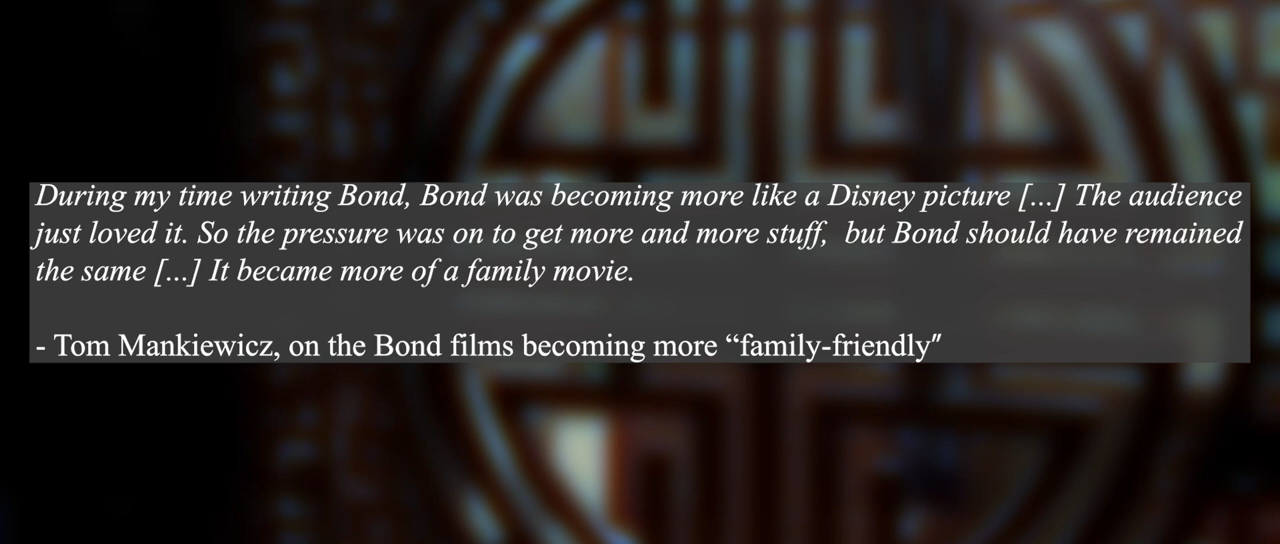 During my time writing Bond, Bond was becoming more like a Disney picture [...] The audience
just loved it. So the pressure was on to get more and more stuff,  but Bond should have remained
the same [...] It became more of a family movie.
- Tom Mankiewicz, on the Bond films becoming more “family-friendly"